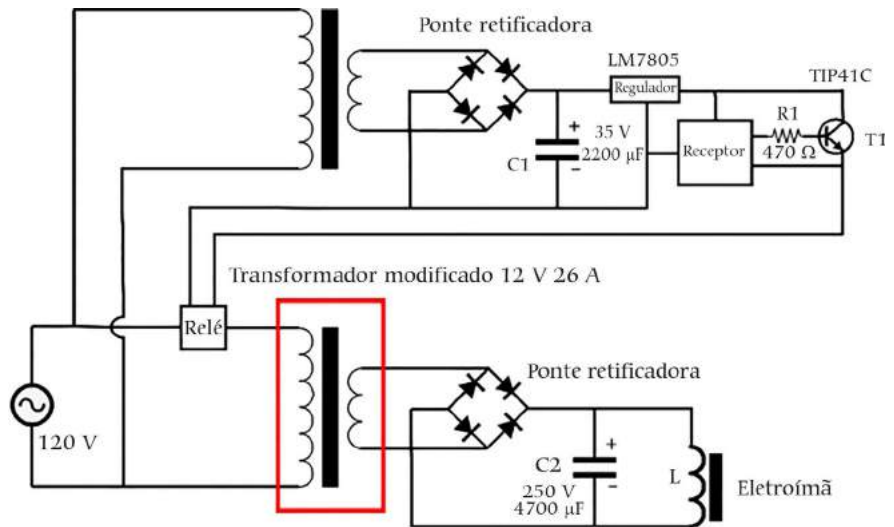 Ponte retificadora
LM7805
Regulador
TIP41C
R1
470 Ω
T1
Receptor
+
35 V
2200 µF
C1
−
Transformador modificado 12 V 26 A
Relé
120 V
Ponte retificadora
+
C2
−
250 V
4700 µF
L
Eletroímã